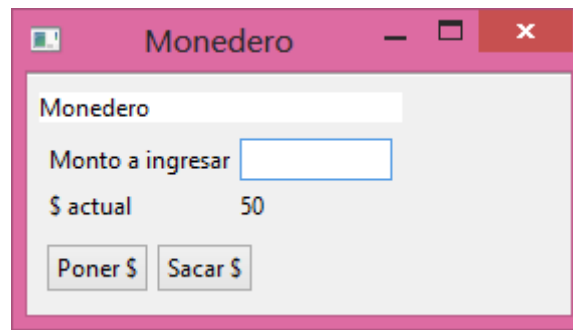 Monedero
Monedero
Monto a ingresar
$ actual 50
Poner $ Sacar $